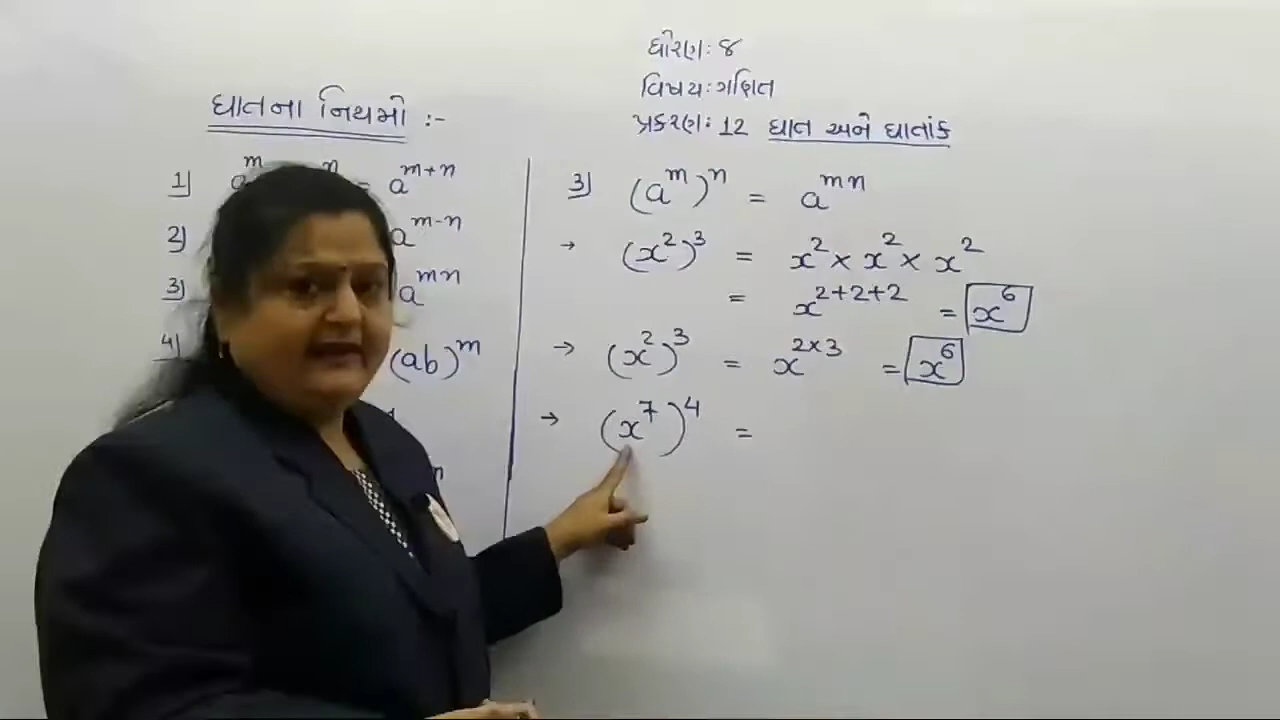 ધોરણ: ૪
વિષય: ગણિત
પ્રકરણ: 12 ઘાત અને ઘાતાંક
ઘાતના નિયમો :-
1) a^m n = a^{m+n}
2) a^{m-n}
3) a^{mn}
4) (ab)^m
n
3) (a^m)^n = a^{mn}
→ (x^2)^3 = x^2 × x^2 × x^2
= x^{2+2+2} = x^6
→ (x^2)^3 = x^{2×3} = x^6
→ (x^7)^4 =